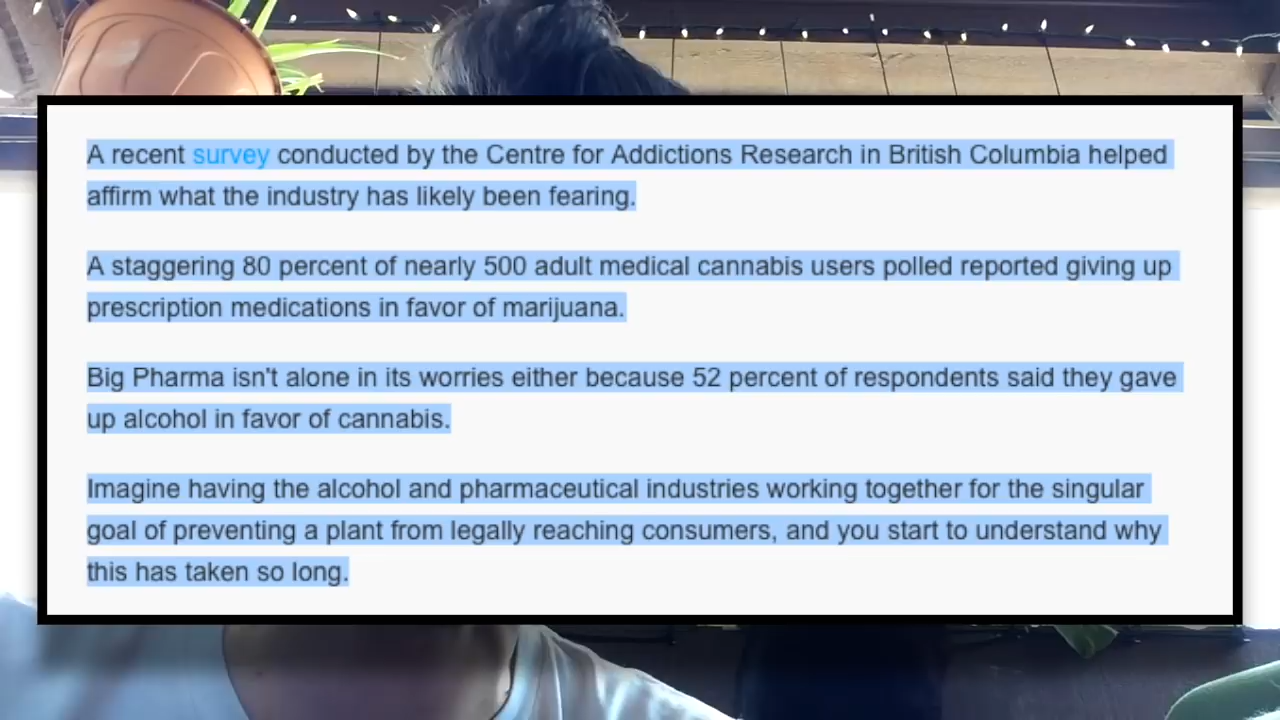 A recent survey conducted by the Centre for Addictions Research in British Columbia helped
affirm what the industry has likely been fearing.
A staggering 80 percent of nearly 500 adult medical cannabis users polled reported giving up
prescription medications in favor of marijuana.
Big Pharma isn't alone in its worries either because 52 percent of respondents said they gave
up alcohol in favor of cannabis.
Imagine having the alcohol and pharmaceutical industries working together for the singular
goal of preventing a plant from legally reaching consumers, and you start to understand why
this has taken so long.